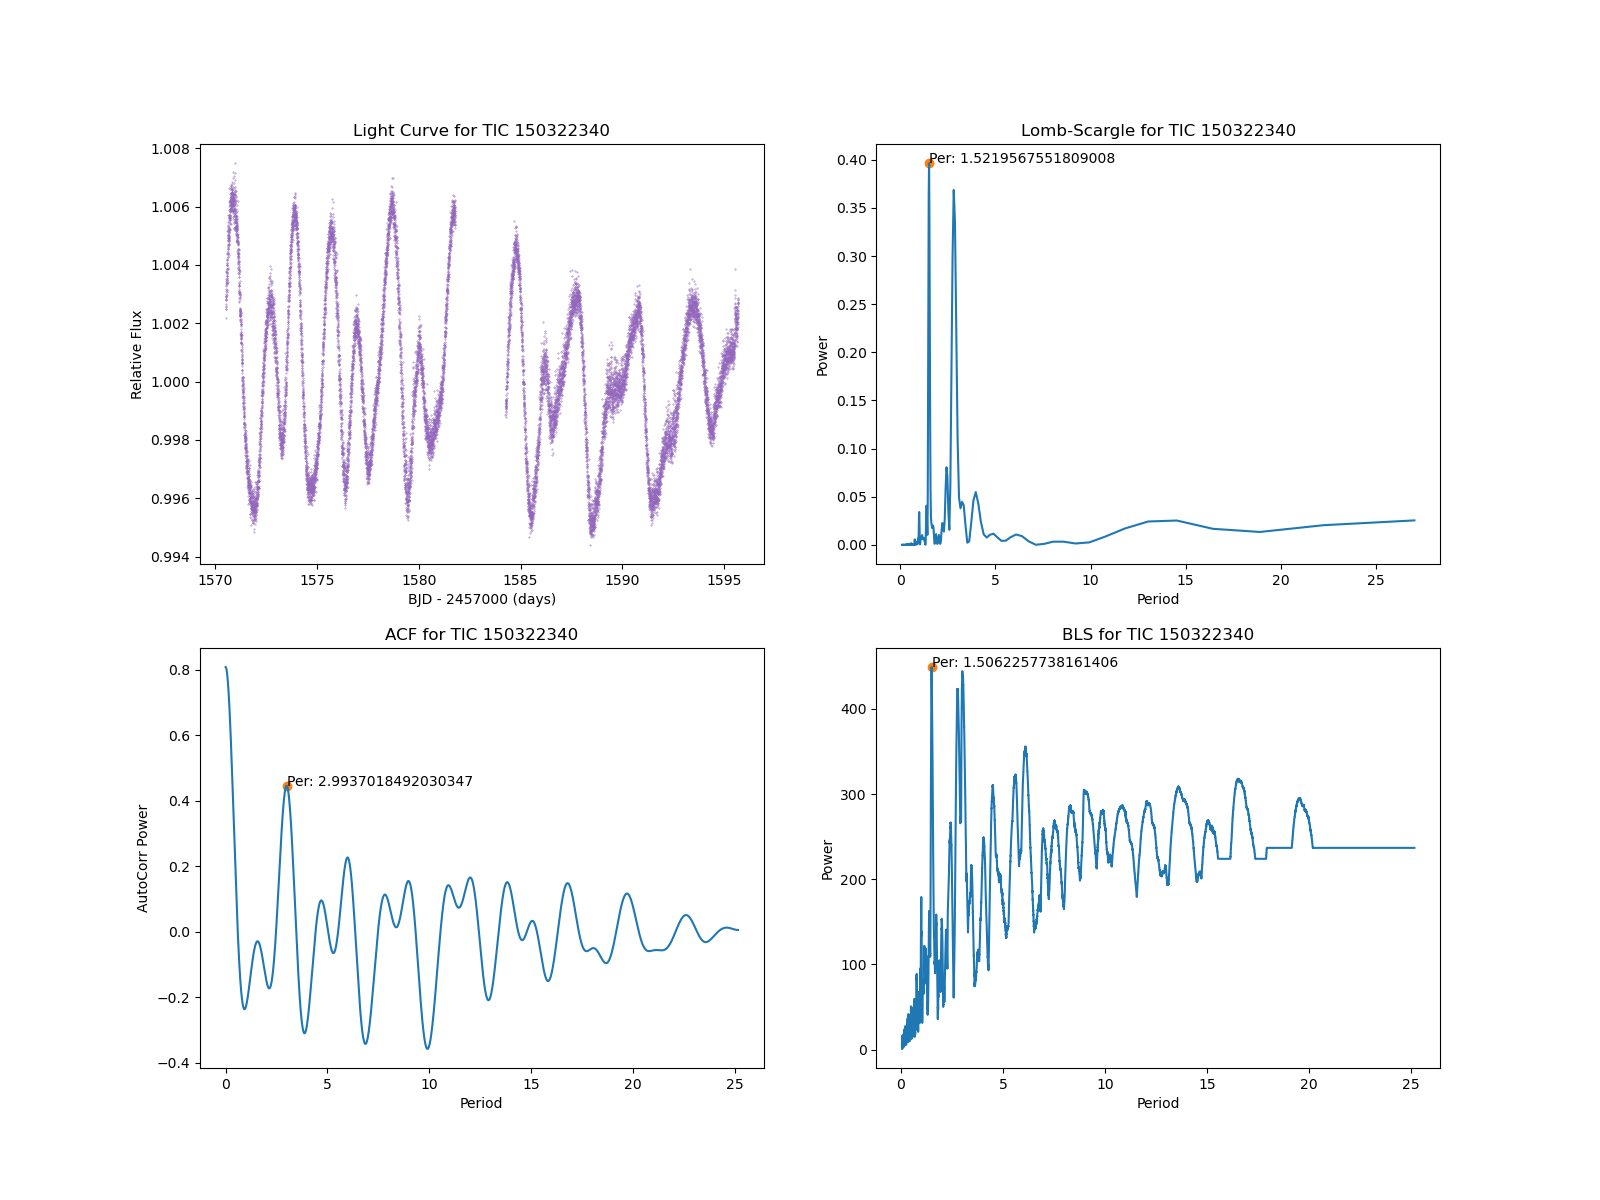 Light Curve for TIC 150322340
1.008
1.006
1.004
1.002
1.000
0.998
0.996
0.994
Relative Flux
1570 1575 1580 1585 1590 1595
BJD - 2457000 (days)
Lomb-Scargle for TIC 150322340
Per: 1.5219567551809008
0.40
0.35
0.30
0.25
0.20
0.15
0.10
0.05
0.00
Power
0 5 10 15 20 25
Period
ACF for TIC 150322340
Per: 2.9937018492030347
0.8
0.6
0.4
0.2
0.0
−0.2
−0.4
AutoCorr Power
0 5 10 15 20 25
Period
BLS for TIC 150322340
Per: 1.5062257738161406
400
300
200
100
0
Power
0 5 10 15 20 25
Period